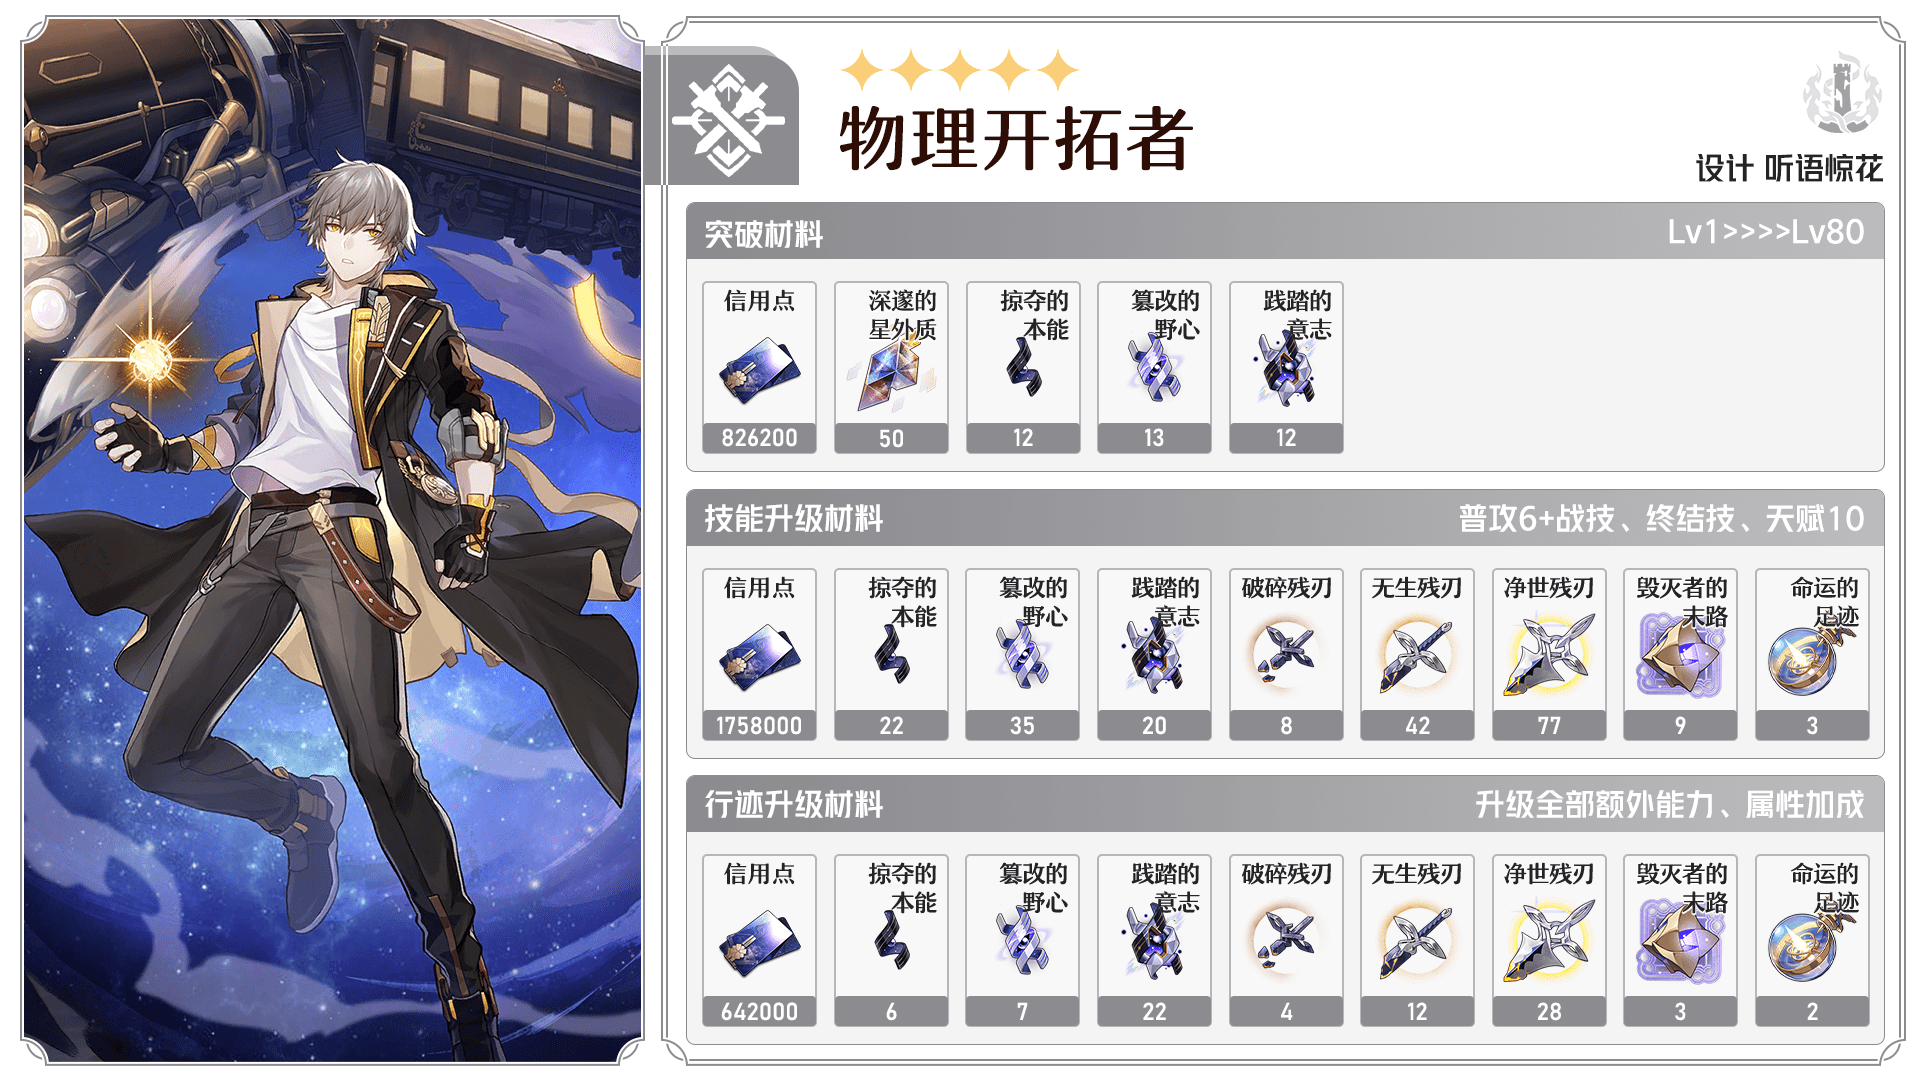 物理开拓者
设计 听语惊花
突破材料
Lv1>>>>Lv80
信用点
826200
深邃的
星外质
50
掠夺的
本能
12
篡改的
野心
13
践踏的
意志
12
技能升级材料
普攻6+战技、终结技、天赋10
信用点
1758000
掠夺的
本能
22
篡改的
野心
35
践踏的
意志
20
破碎残刃
8
无生残刃
42
净世残刃
77
毁灭者的
末路
9
命运的
足迹
3
行迹升级材料
升级全部额外能力、属性加成
信用点
642000
掠夺的
本能
6
篡改的
野心
7
践踏的
意志
22
破碎残刃
4
无生残刃
12
净世残刃
28
毁灭者的
末路
3
命运的
足迹
2